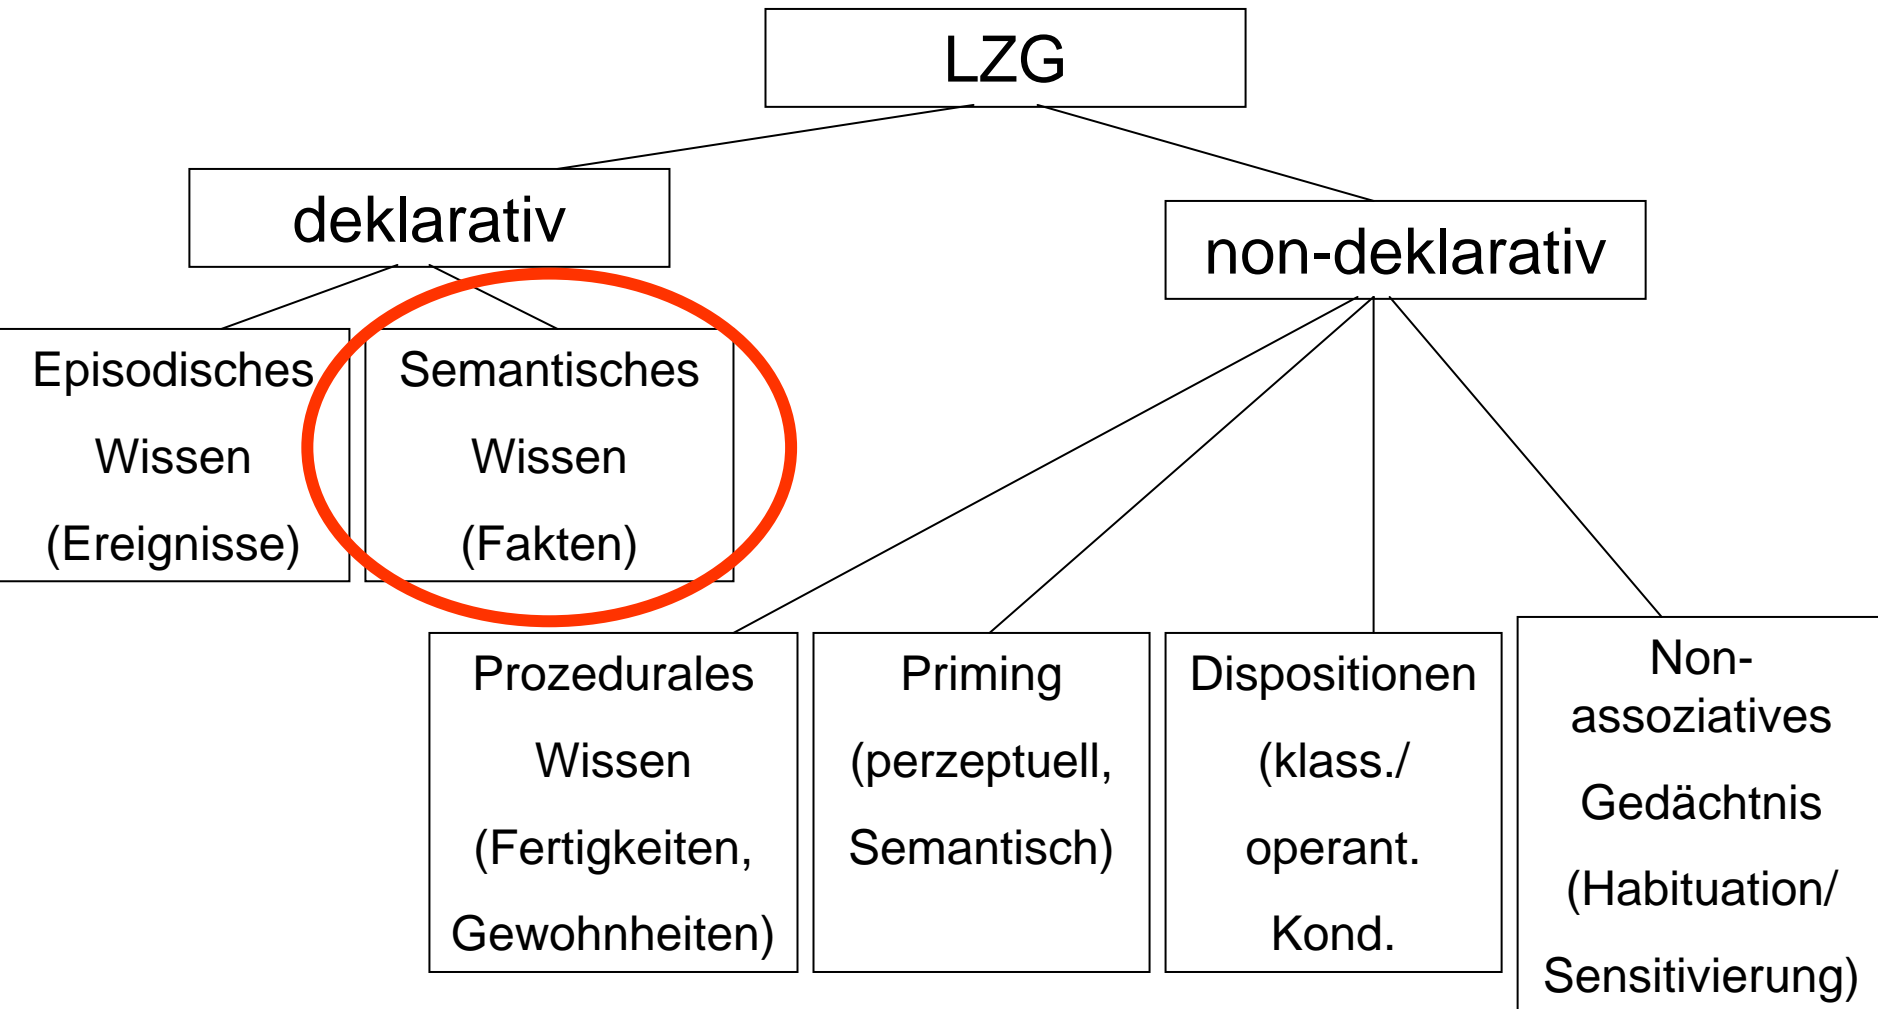 LZG
deklarativ
non-deklarativ
Episodisches
Wissen
(Ereignisse)
Semantisches
Wissen
(Fakten)
Prozedurales
Wissen
(Fertigkeiten,
Gewohnheiten)
Priming
(perzeptuell,
Semantisch)
Dispositionen
(klass./
operant.
Kond.
Non-
assoziatives
Gedächtnis
(Habituation/
Sensitivierung)